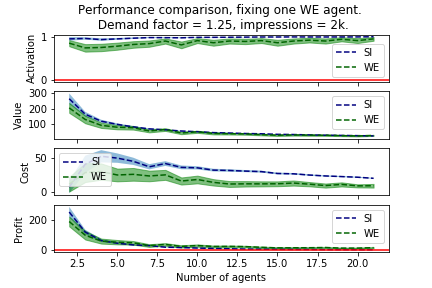 Performance comparison, fixing one WE agent.
Demand factor = 1.25, impressions = 2k.
Activation
1
0
SI
WE
Value
300
200
100
SI
WE
Cost
50
0
SI
WE
Profit
200
0
SI
WE
2.5 5.0 7.5 10.0 12.5 15.0 17.5 20.0
Number of agents